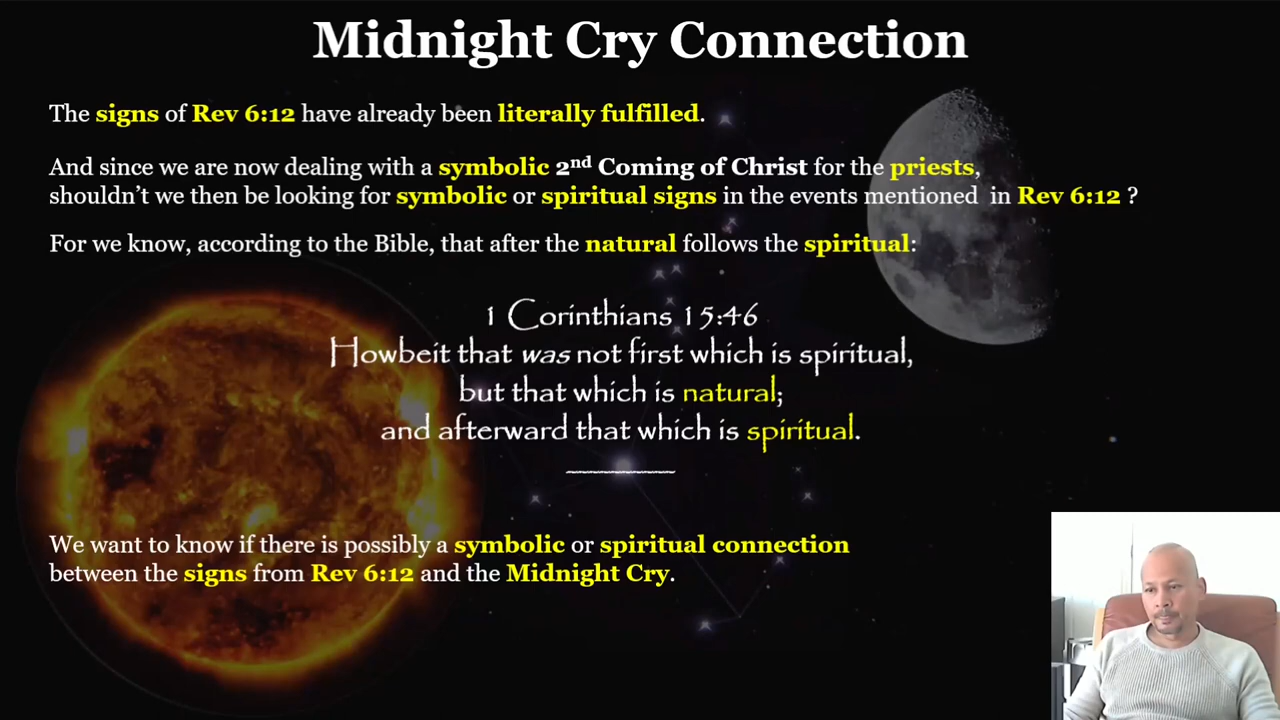 Midnight Cry Connection
The signs of Rev 6:12 have already been literally fulfilled.
And since we are now dealing with a symbolic 2nd Coming of Christ for the priests,
shouldn't we then be looking for symbolic or spiritual signs in the events mentioned in Rev 6:12 ?
For we know, according to the Bible, that after the natural follows the spiritual:
1 Corinthians 15:46
Howbeit that was not first which is spiritual,
but that which is natural;
and afterward that which is spiritual.
We want to know if there is possibly a symbolic or spiritual connection
between the signs from Rev 6:12 and the Midnight Cry.